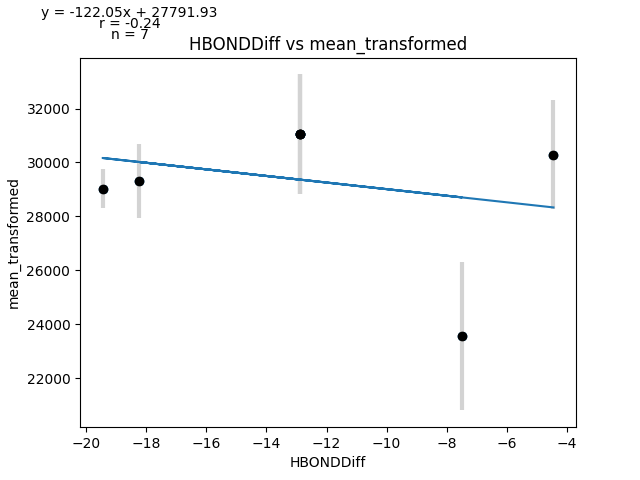 y = -122.05x + 27791.93
r = -0.24
n = 7
HBONDDiff vs mean_transformed
32000
30000
28000
26000
24000
22000
mean_transformed
−20 −18 −16 −14 −12 −10 −8 −6 −4
HBONDDiff